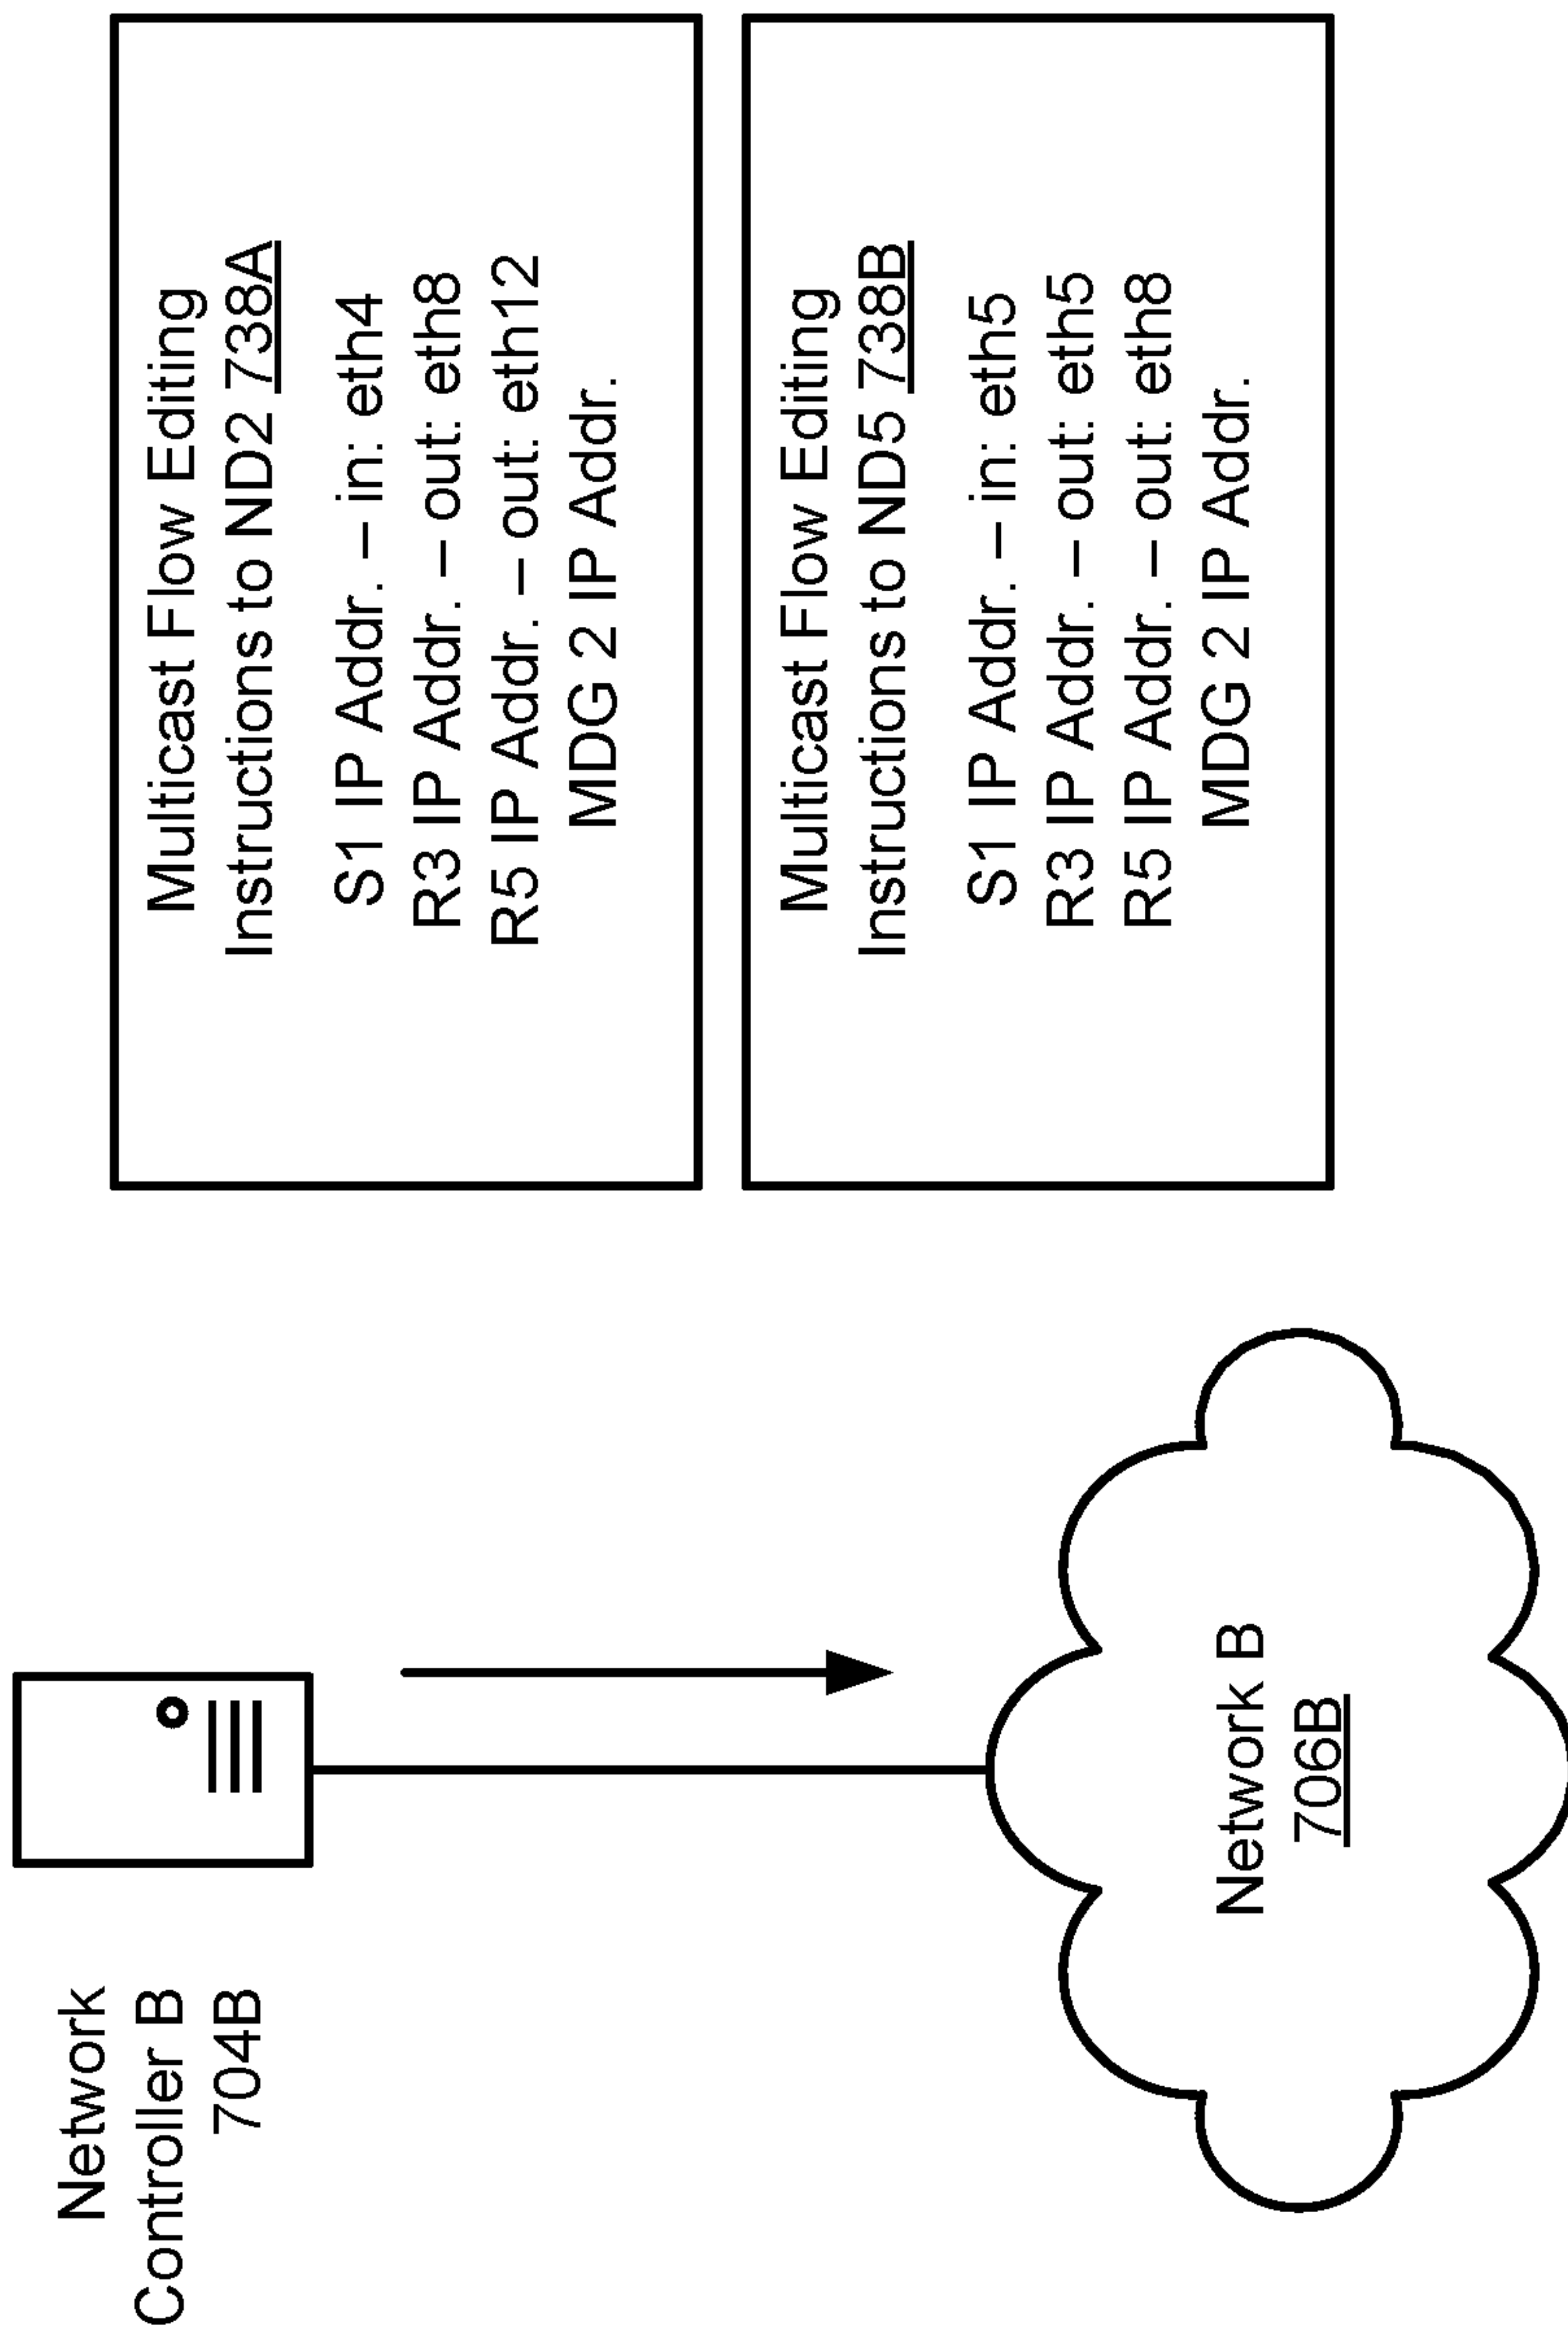 Network
Controller B
704B
Network B
706B
Multicast Flow Editing
Instructions to ND2 738A
S1 IP Addr. – in: eth4
R3 IP Addr. – out: eth8
R5 IP Addr. – out: eth12
MDG 2 IP Addr.
Multicast Flow Editing
Instructions to ND5 738B
S1 IP Addr. – in: eth5
R3 IP Addr. – out: eth5
R5 IP Addr. – out: eth8
MDG 2 IP Addr.